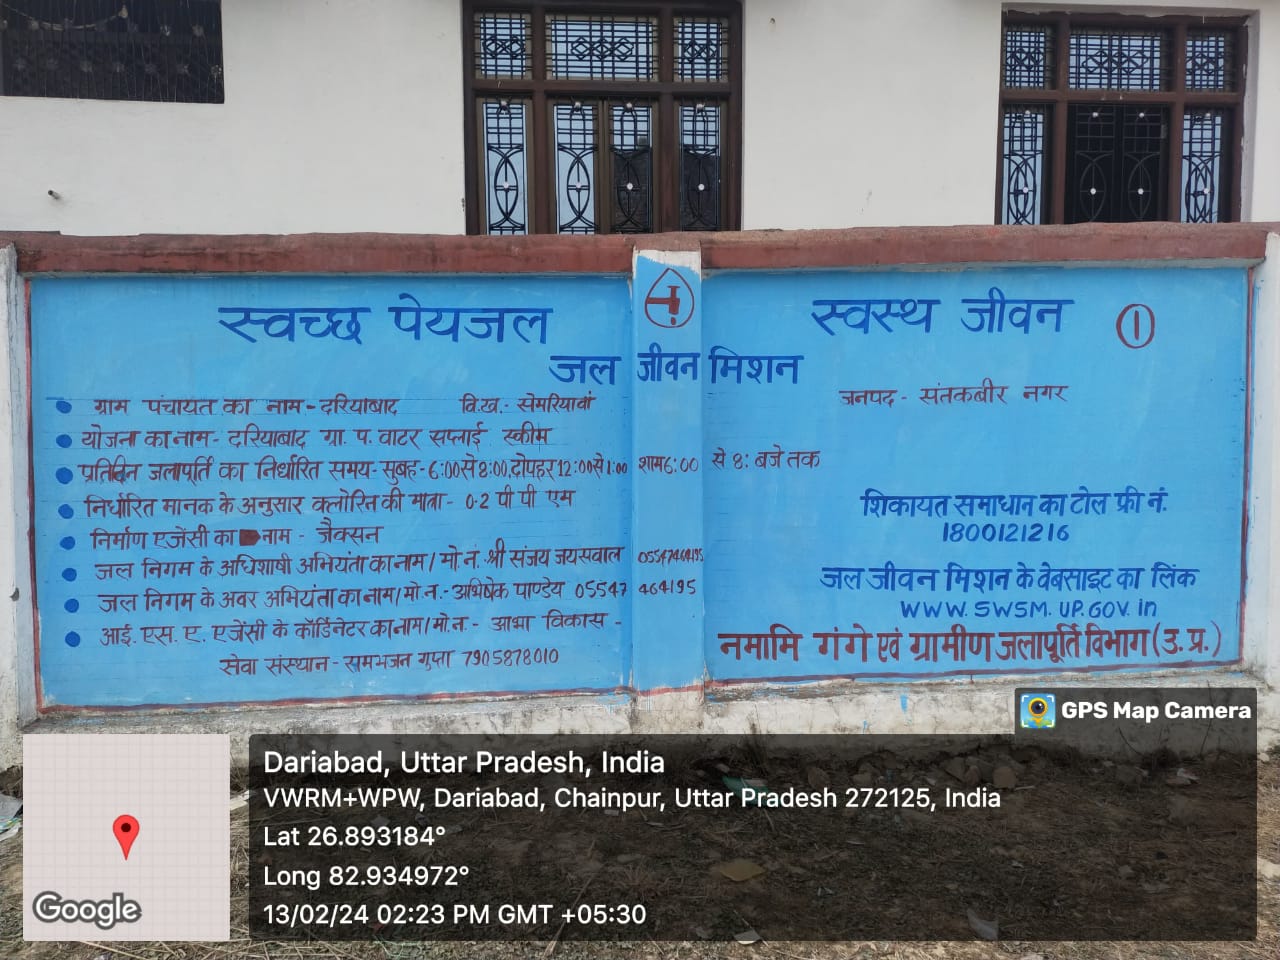 स्वच्छ पेयजल स्वस्थ जीवन १
जल जीवन मिशन
ग्राम पंचायत का नाम - दरियाबाद वि.ख. - सेमरियावां जनपद - संतकबीर नगर
योजना का नाम - दरियाबाद ग्रा. प. वाटर सप्लाई स्कीम
प्रतिदिन जलापूर्ति का निर्धारित समय - सुबह - 6:00 से 8:00, दोपहर 12:00 से 1:00 शाम 6:00 से 8: बजे तक
निर्धारित मानक के अनुसार क्लोरिन की मात्रा - 0.2 पी पी एम
निर्माण एजेंसी का नाम - जैक्सन
जल निगम के अधिशाषी अभियंता का नाम / मो. नं. श्री संजय जयसवाल 05547464195
जल निगम के अवर अभियंता का नाम / मो. न. - अभिषेक पाण्डेय 05547 464195
आई. एस. ए. एजेंसी के कॉर्डिनेटर का नाम / मो. न. - आभा विकास -
सेवा संस्थान - समभजन गुप्ता 7905878010
शिकायत समाधान का टोल फ्री नं.
1800121216
जल जीवन मिशन के वेबसाइट का लिंक
WWW. SWSM. UP. GOV. in
नमामि गंगे एवं ग्रामीण जलापूर्ति विभाग (उ. प्र.)
GPS Map Camera
Dariabad, Uttar Pradesh, India
VWRM+WPW, Dariabad, Chainpur, Uttar Pradesh 272125, India
Lat 26.893184°
Long 82.934972°
13/02/24 02:23 PM GMT +05:30
Google